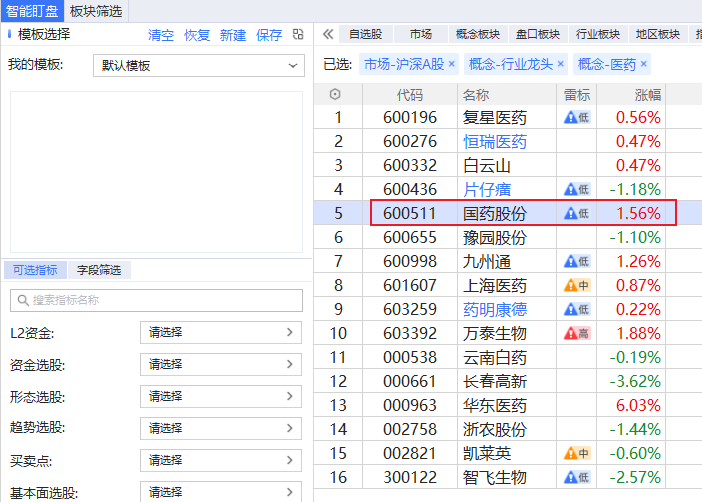 智能盯盘 板块筛选
模板选择 清空 恢复 新建 保存
我的模板: 默认模板
可选指标 字段筛选
搜索指标名称
L2资金: 请选择
资金选股: 请选择
形态选股: 请选择
趋势选股: 请选择
买卖点: 请选择
基本面选股: 请选择
自选股 市场 概念板块 盘口板块 行业板块 地区板块
已选: 市场-沪深A股 × 概念-行业龙头 × 概念-医药 ×
代码 名称 雷标 涨幅
1 600196 复星医药 低 0.56%
2 600276 恒瑞医药 0.47%
3 600332 白云山 0.47%
4 600436 片仔癀 低 -1.18%
5 600511 国药股份 低 1.56%
6 600655 豫园股份 -1.10%
7 600998 九州通 低 1.26%
8 601607 上海医药 中 0.87%
9 603259 药明康德 低 0.22%
10 603392 万泰生物 高 1.88%
11 000538 云南白药 -0.19%
12 000661 长春高新 -3.62%
13 000963 华东医药 6.03%
14 002758 浙农股份 -1.44%
15 002821 凯莱英 中 -0.60%
16 300122 智飞生物 低 -2.57%